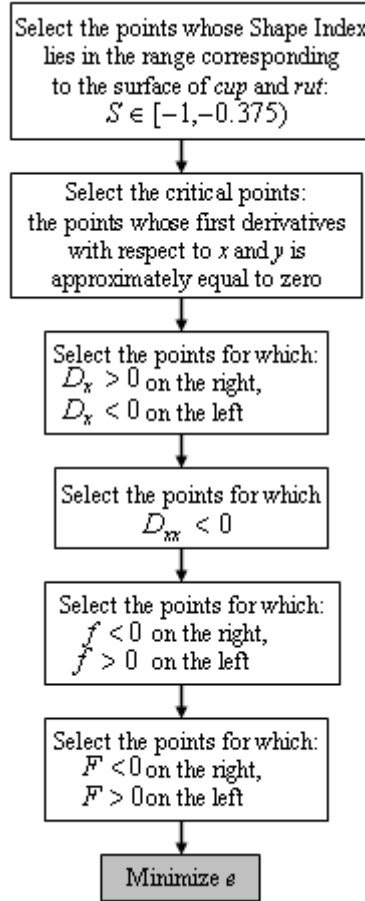 Select the points whose Shape Index
lies in the range corresponding
to the surface of cup and rut:
S ∈ [-1,-0.375)
Select the critical points:
the points whose first derivatives
with respect to x and y is
approximately equal to zero
Select the points for which:
D_x > 0 on the right,
D_x < 0 on the left
Select the points for which
D_xx < 0
Select the points for which:
f < 0 on the right,
f > 0 on the left
Select the points for which:
F < 0 on the right,
F > 0 on the left
Minimize e